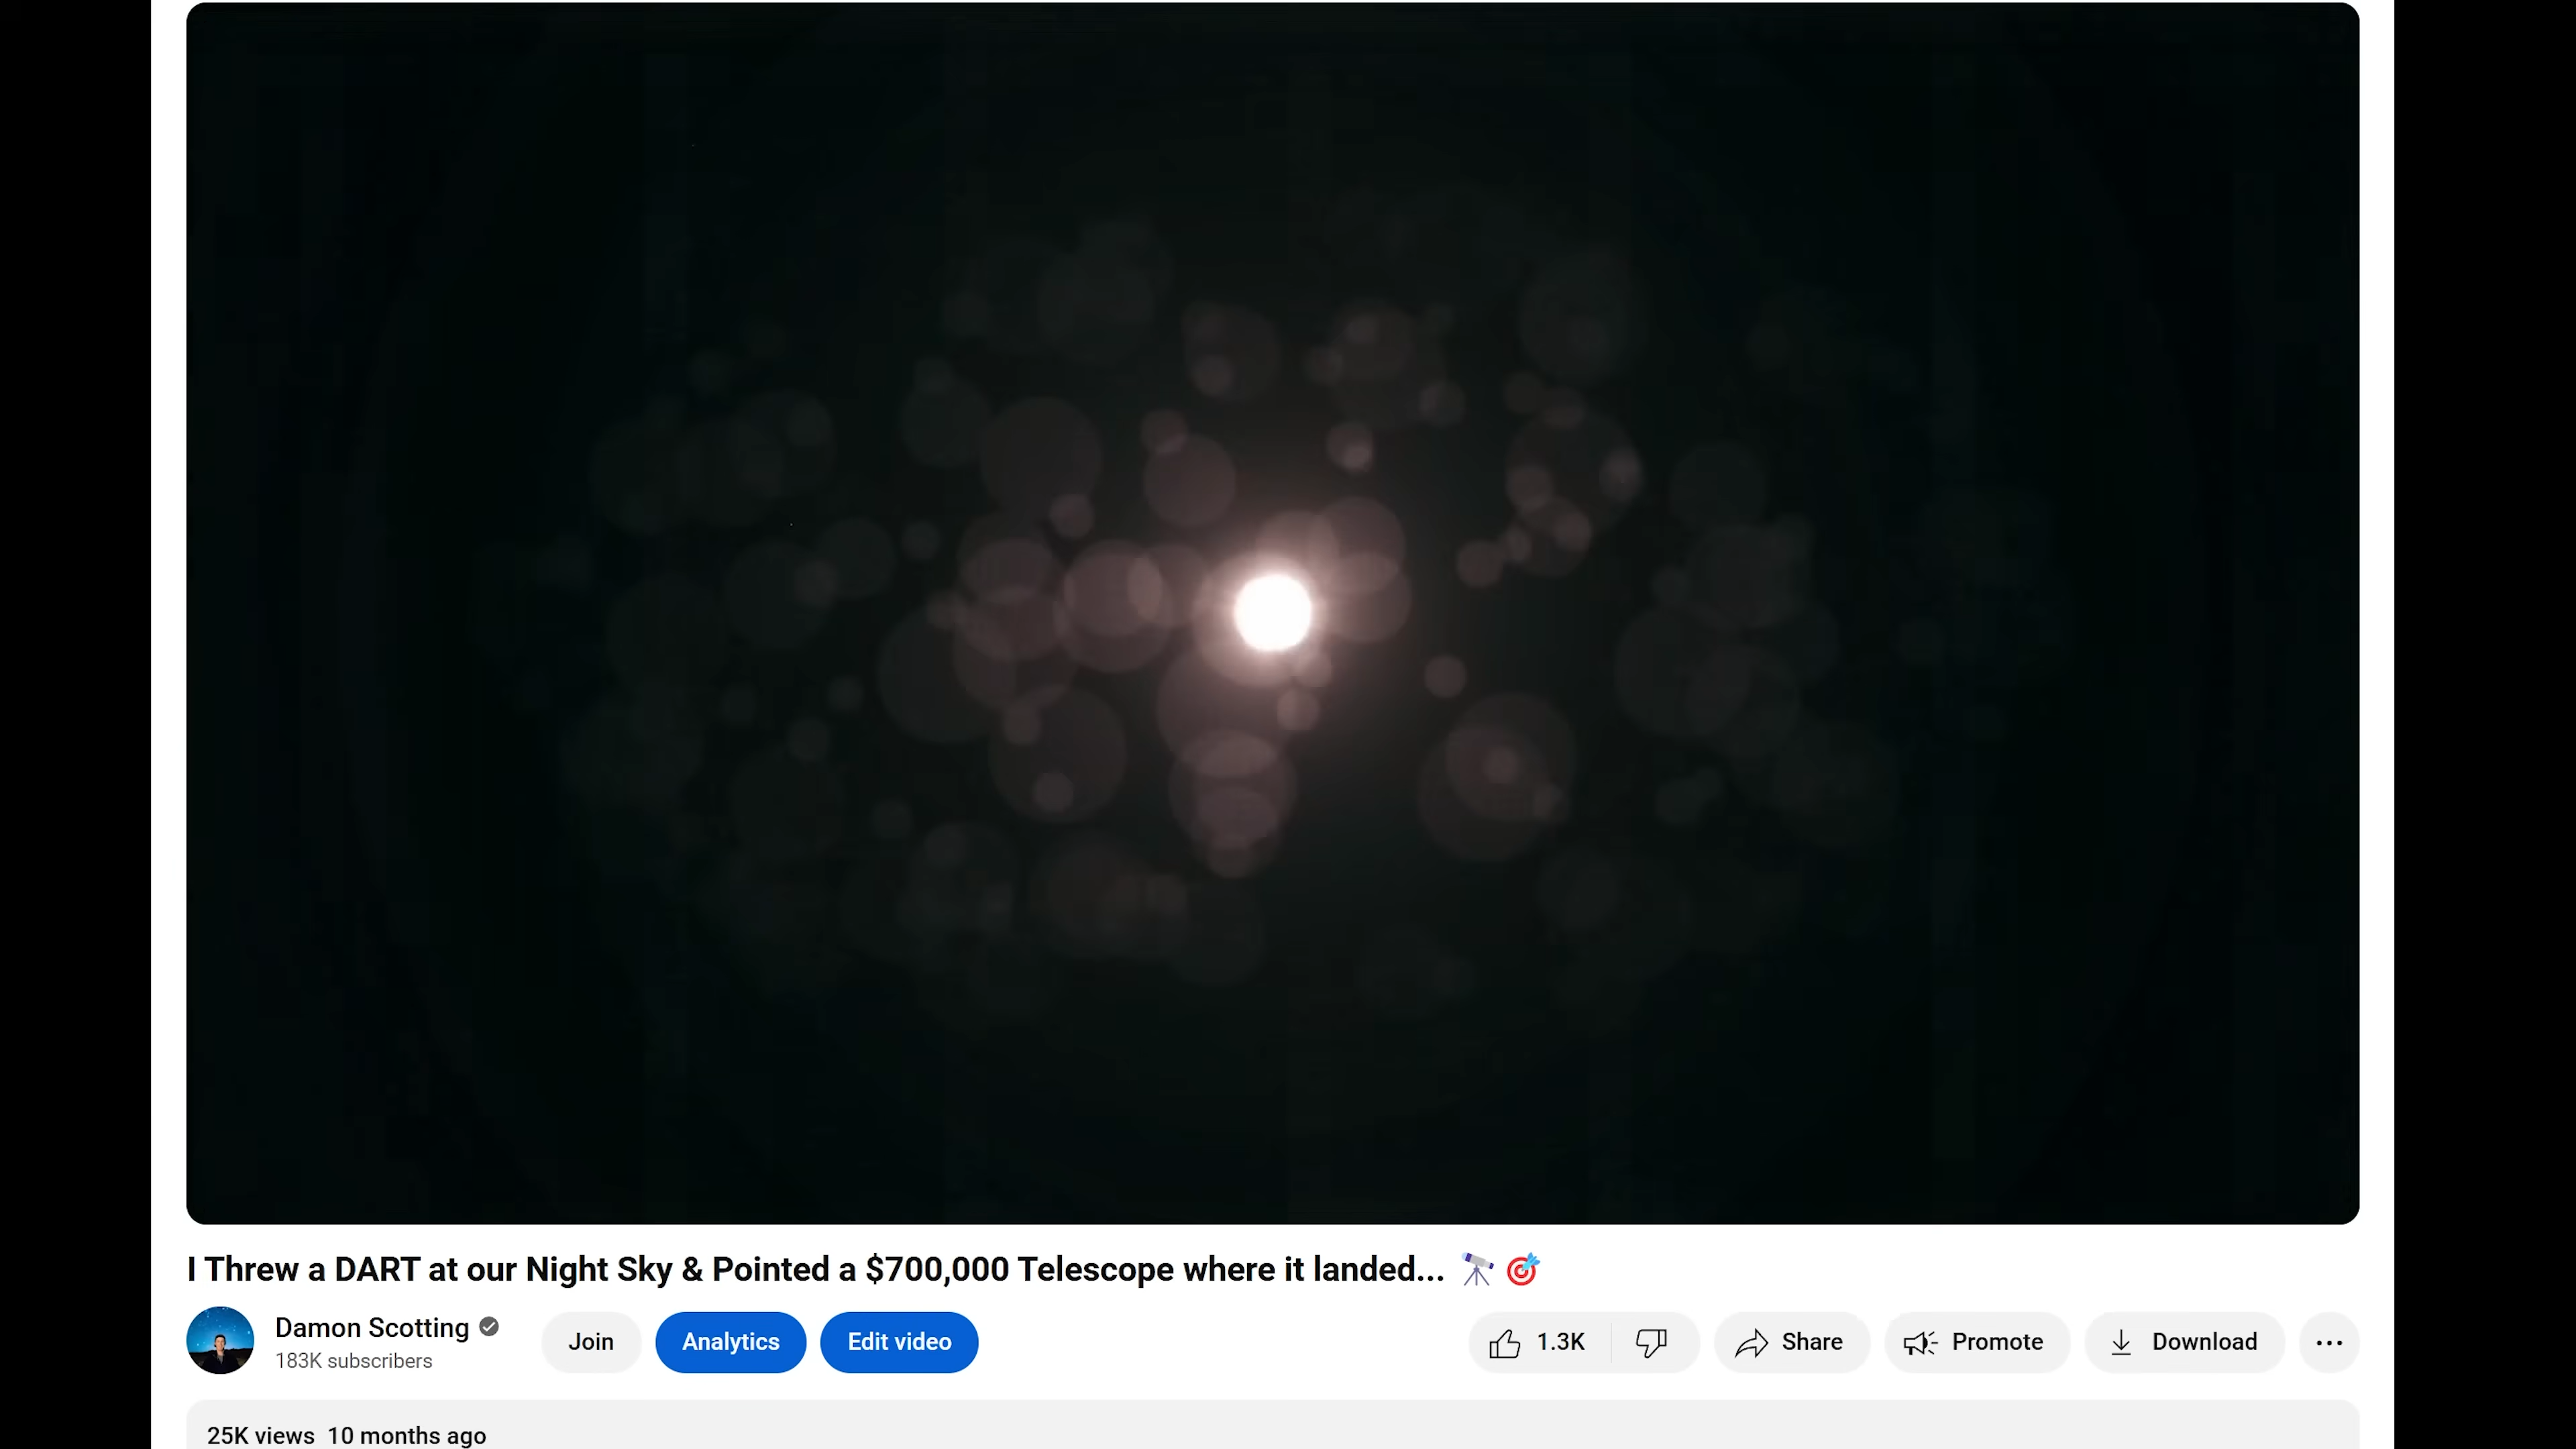 I Threw a DART at our Night Sky & Pointed a $700,000 Telescope where it landed... 🔭 🎯
Damon Scotting
183K subscribers
Join
Analytics
Edit video
1.3K
Share
Promote
Download
25K views 10 months ago